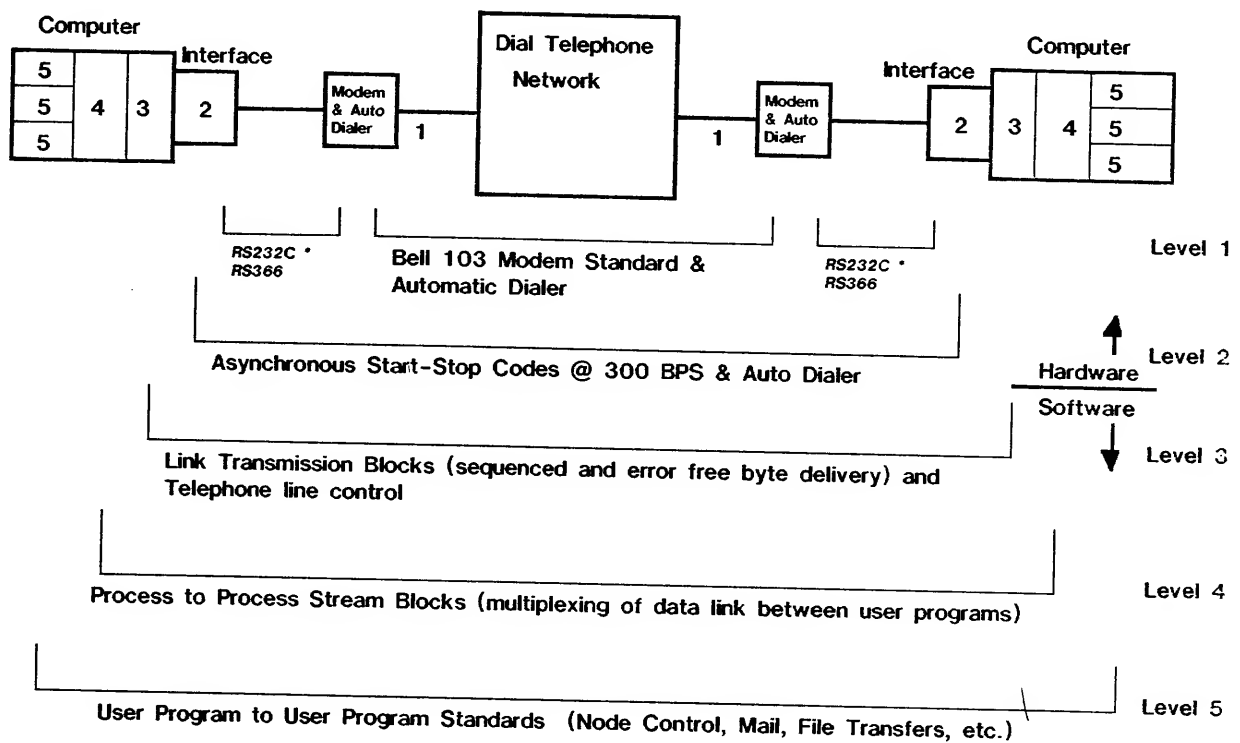 Computer
Interface
5
5
5
4
3
2
Modem
& Auto
Dialer
1
Dial Telephone
Network
1
Modem
& Auto
Dialer
Computer
Interface
2
3
4
5
5
5
RS232C *
RS366
Bell 103 Modem Standard &
Automatic Dialer
RS232C *
RS366
Level 1
Asynchronous Start-Stop Codes @ 300 BPS & Auto Dialer
Hardware
Level 2
Software
Link Transmission Blocks (sequenced and error free byte delivery) and
Telephone line control
Level 3
Process to Process Stream Blocks (multiplexing of data link between user programs)
Level 4
User Program to User Program Standards (Node Control, Mail, File Transfers, etc.)
Level 5